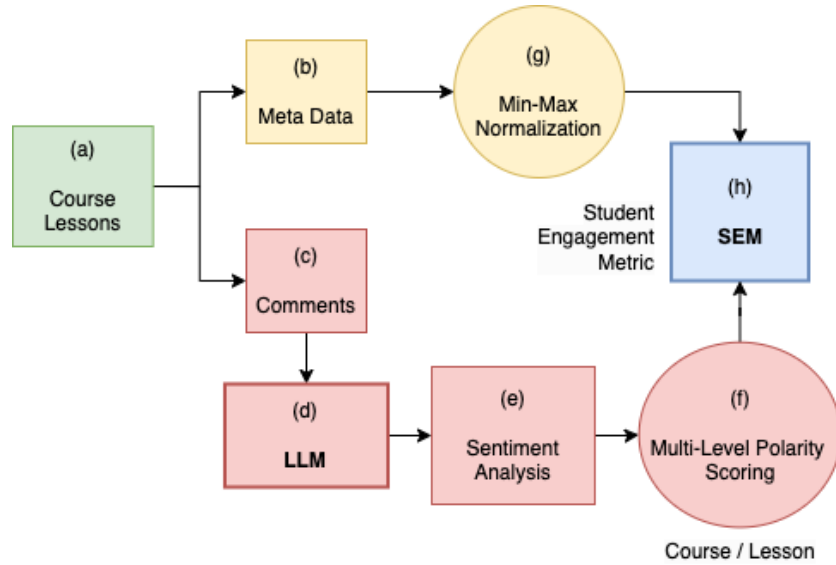 (a)
Course
Lessons
(b)
Meta Data
(g)
Min-Max
Normalization
(h)
SEM
Student
Engagement
Metric
(c)
Comments
(d)
LLM
(e)
Sentiment
Analysis
(f)
Multi-Level Polarity
Scoring
Course / Lesson